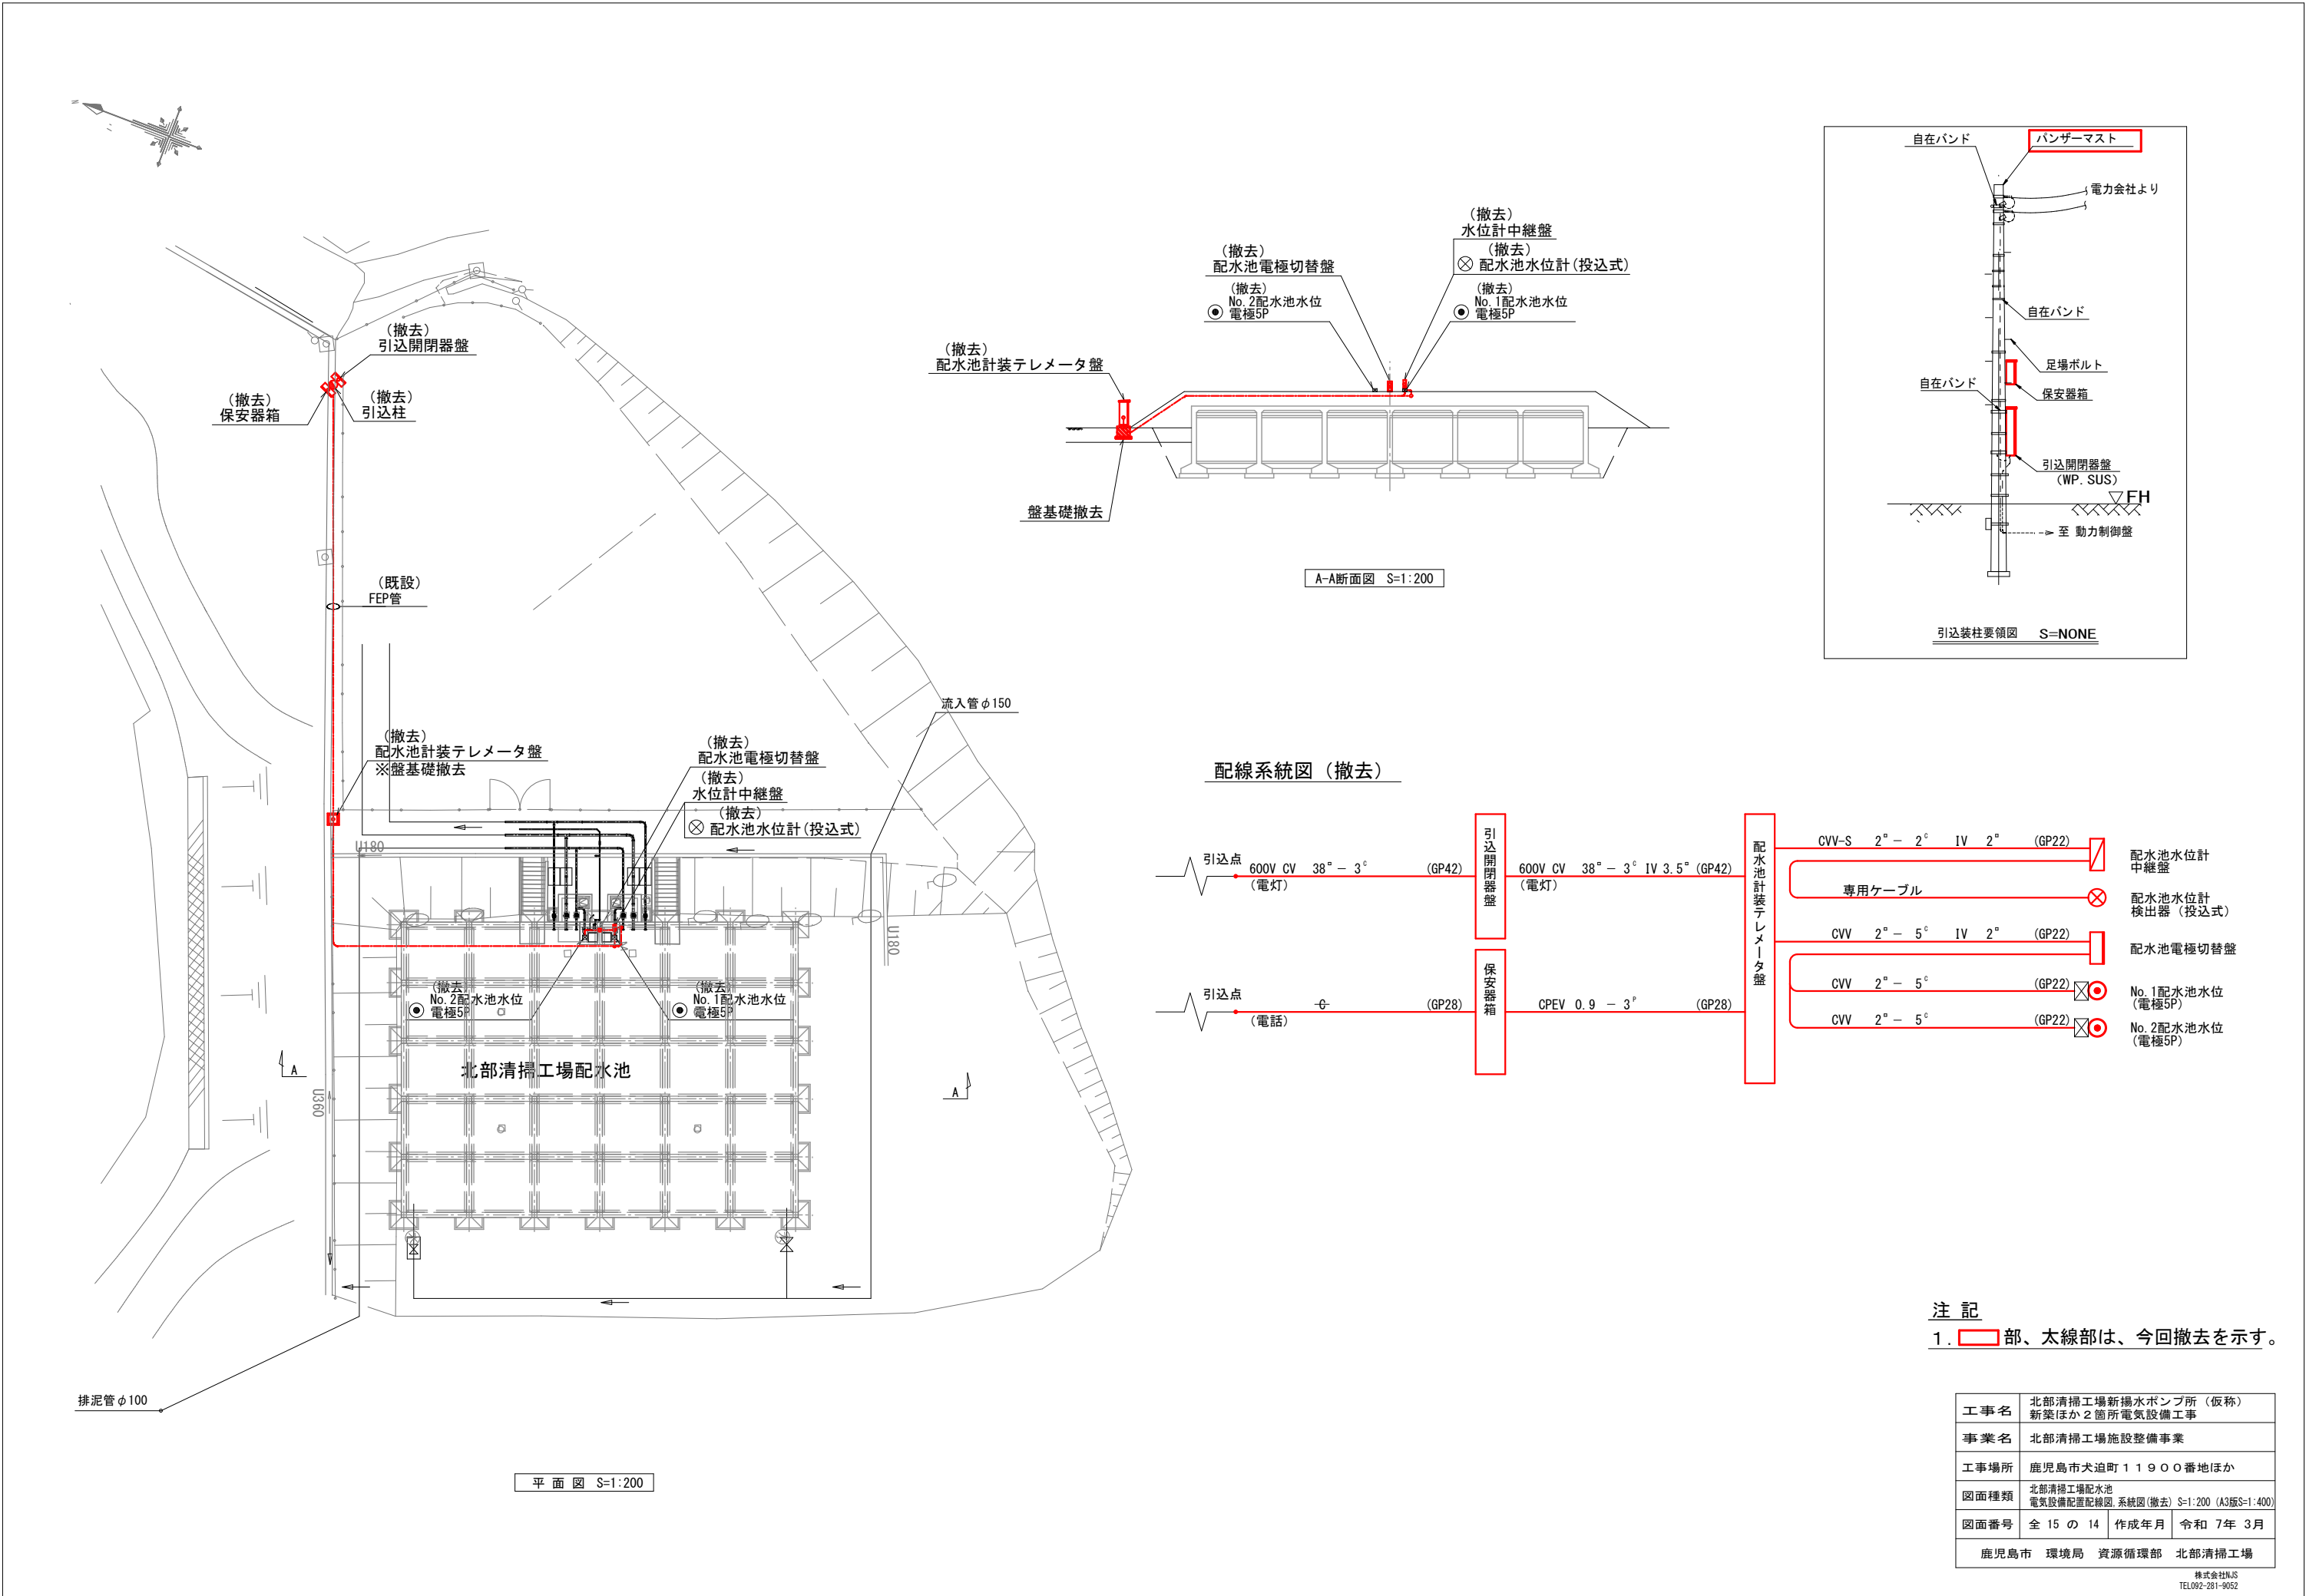 N
(撤去)
引込開閉器盤
(撤去)
保安器箱
(撤去)
引込柱
(既設)
FEP管
(撤去)
配水池計装テレメータ盤
※盤基礎撤去
(撤去)
配水池電極切替盤
(撤去)
水位計中継盤
(撤去)
配水池水位計(投込式)
流入管φ150
U180
U180
(撤去)
No.2配水池水位
電極5P
(撤去)
No.1配水池水位
電極5P
北部清掃工場配水池
A
A
U360
排泥管φ100
平 面 図 S=1:200
(撤去)
配水池計装テレメータ盤
(撤去)
配水池電極切替盤
(撤去)
No.2配水池水位
電極5P
(撤去)
水位計中継盤
(撤去)
配水池水位計(投込式)
(撤去)
No.1配水池水位
電極5P
盤基礎撤去
A-A断面図 S=1:200
自在バンド
パンザーマスト
電力会社より
自在バンド
足場ボルト
自在バンド
保安器箱
引込開閉器盤
(WP. SUS)
FH
至 動力制御盤
引込装柱要領図 S=NONE
配線系統図(撤去)
引込点
600V CV 38□ - 3C (GP42)
(電灯)
引込開閉器盤
600V CV 38□ - 3C IV 3.5□ (GP42)
(電灯)
引込点
C (GP28)
(電話)
保安器箱
CPEV 0.9 - 3P (GP28)
配水池計装テレメータ盤
CVV-S 2□ - 2C IV 2□ (GP22)
配水池水位計
中継盤
専用ケーブル
配水池水位計
検出器(投込式)
CVV 2□ - 5C IV 2□ (GP22)
配水池電極切替盤
CVV 2□ - 5C (GP22)
No.1配水池水位
(電極5P)
CVV 2□ - 5C (GP22)
No.2配水池水位
(電極5P)
注 記
1. 部、太線部は、今回撤去を示す。
工事名 北部清掃工場新揚水ポンプ所(仮称)
新築ほか2箇所電気設備工事
事業名 北部清掃工場施設整備事業
工事場所 鹿児島市犬迫町11900番地ほか
図面種類 北部清掃工場配水池
電気設備配置配線図,系統図(撤去) S=1:200 (A3版S=1:400)
図面番号 全 15 の 14 作成年月 令和 7年 3月
鹿児島市 環境局 資源循環部 北部清掃工場
株式会社NJS
TEL092-281-9052